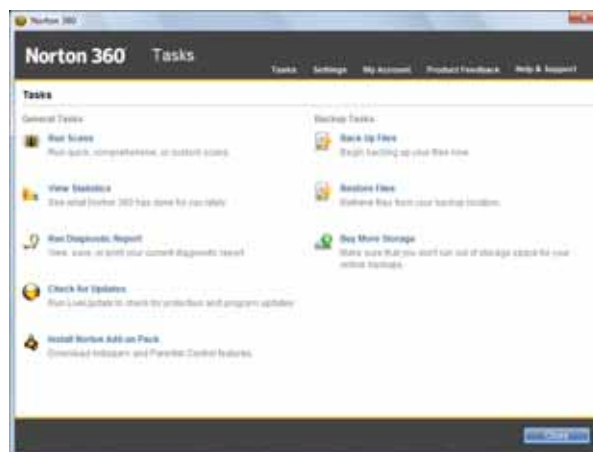 Norton 360
Norton 360 Tasks
Tasks Settings My Account Product Feedback Help & Support
Tasks
General Tasks
Run Scans
Run quick, comprehensive, or custom scans.
View Statistics
See what Norton 360 has done for you lately.
Run Diagnostic Report
View, save, or print your current diagnostic report.
Check for Updates
Run LiveUpdate to check for protection and program updates.
Install Norton Add-on Pack
Download Antispam and Parental Control features.
Backup Tasks
Back Up Files
Begin backing up your files now.
Restore Files
Retrieve files from your backup location.
Buy More Storage
Make sure that you don't run out of storage space for your
online backups.
Close